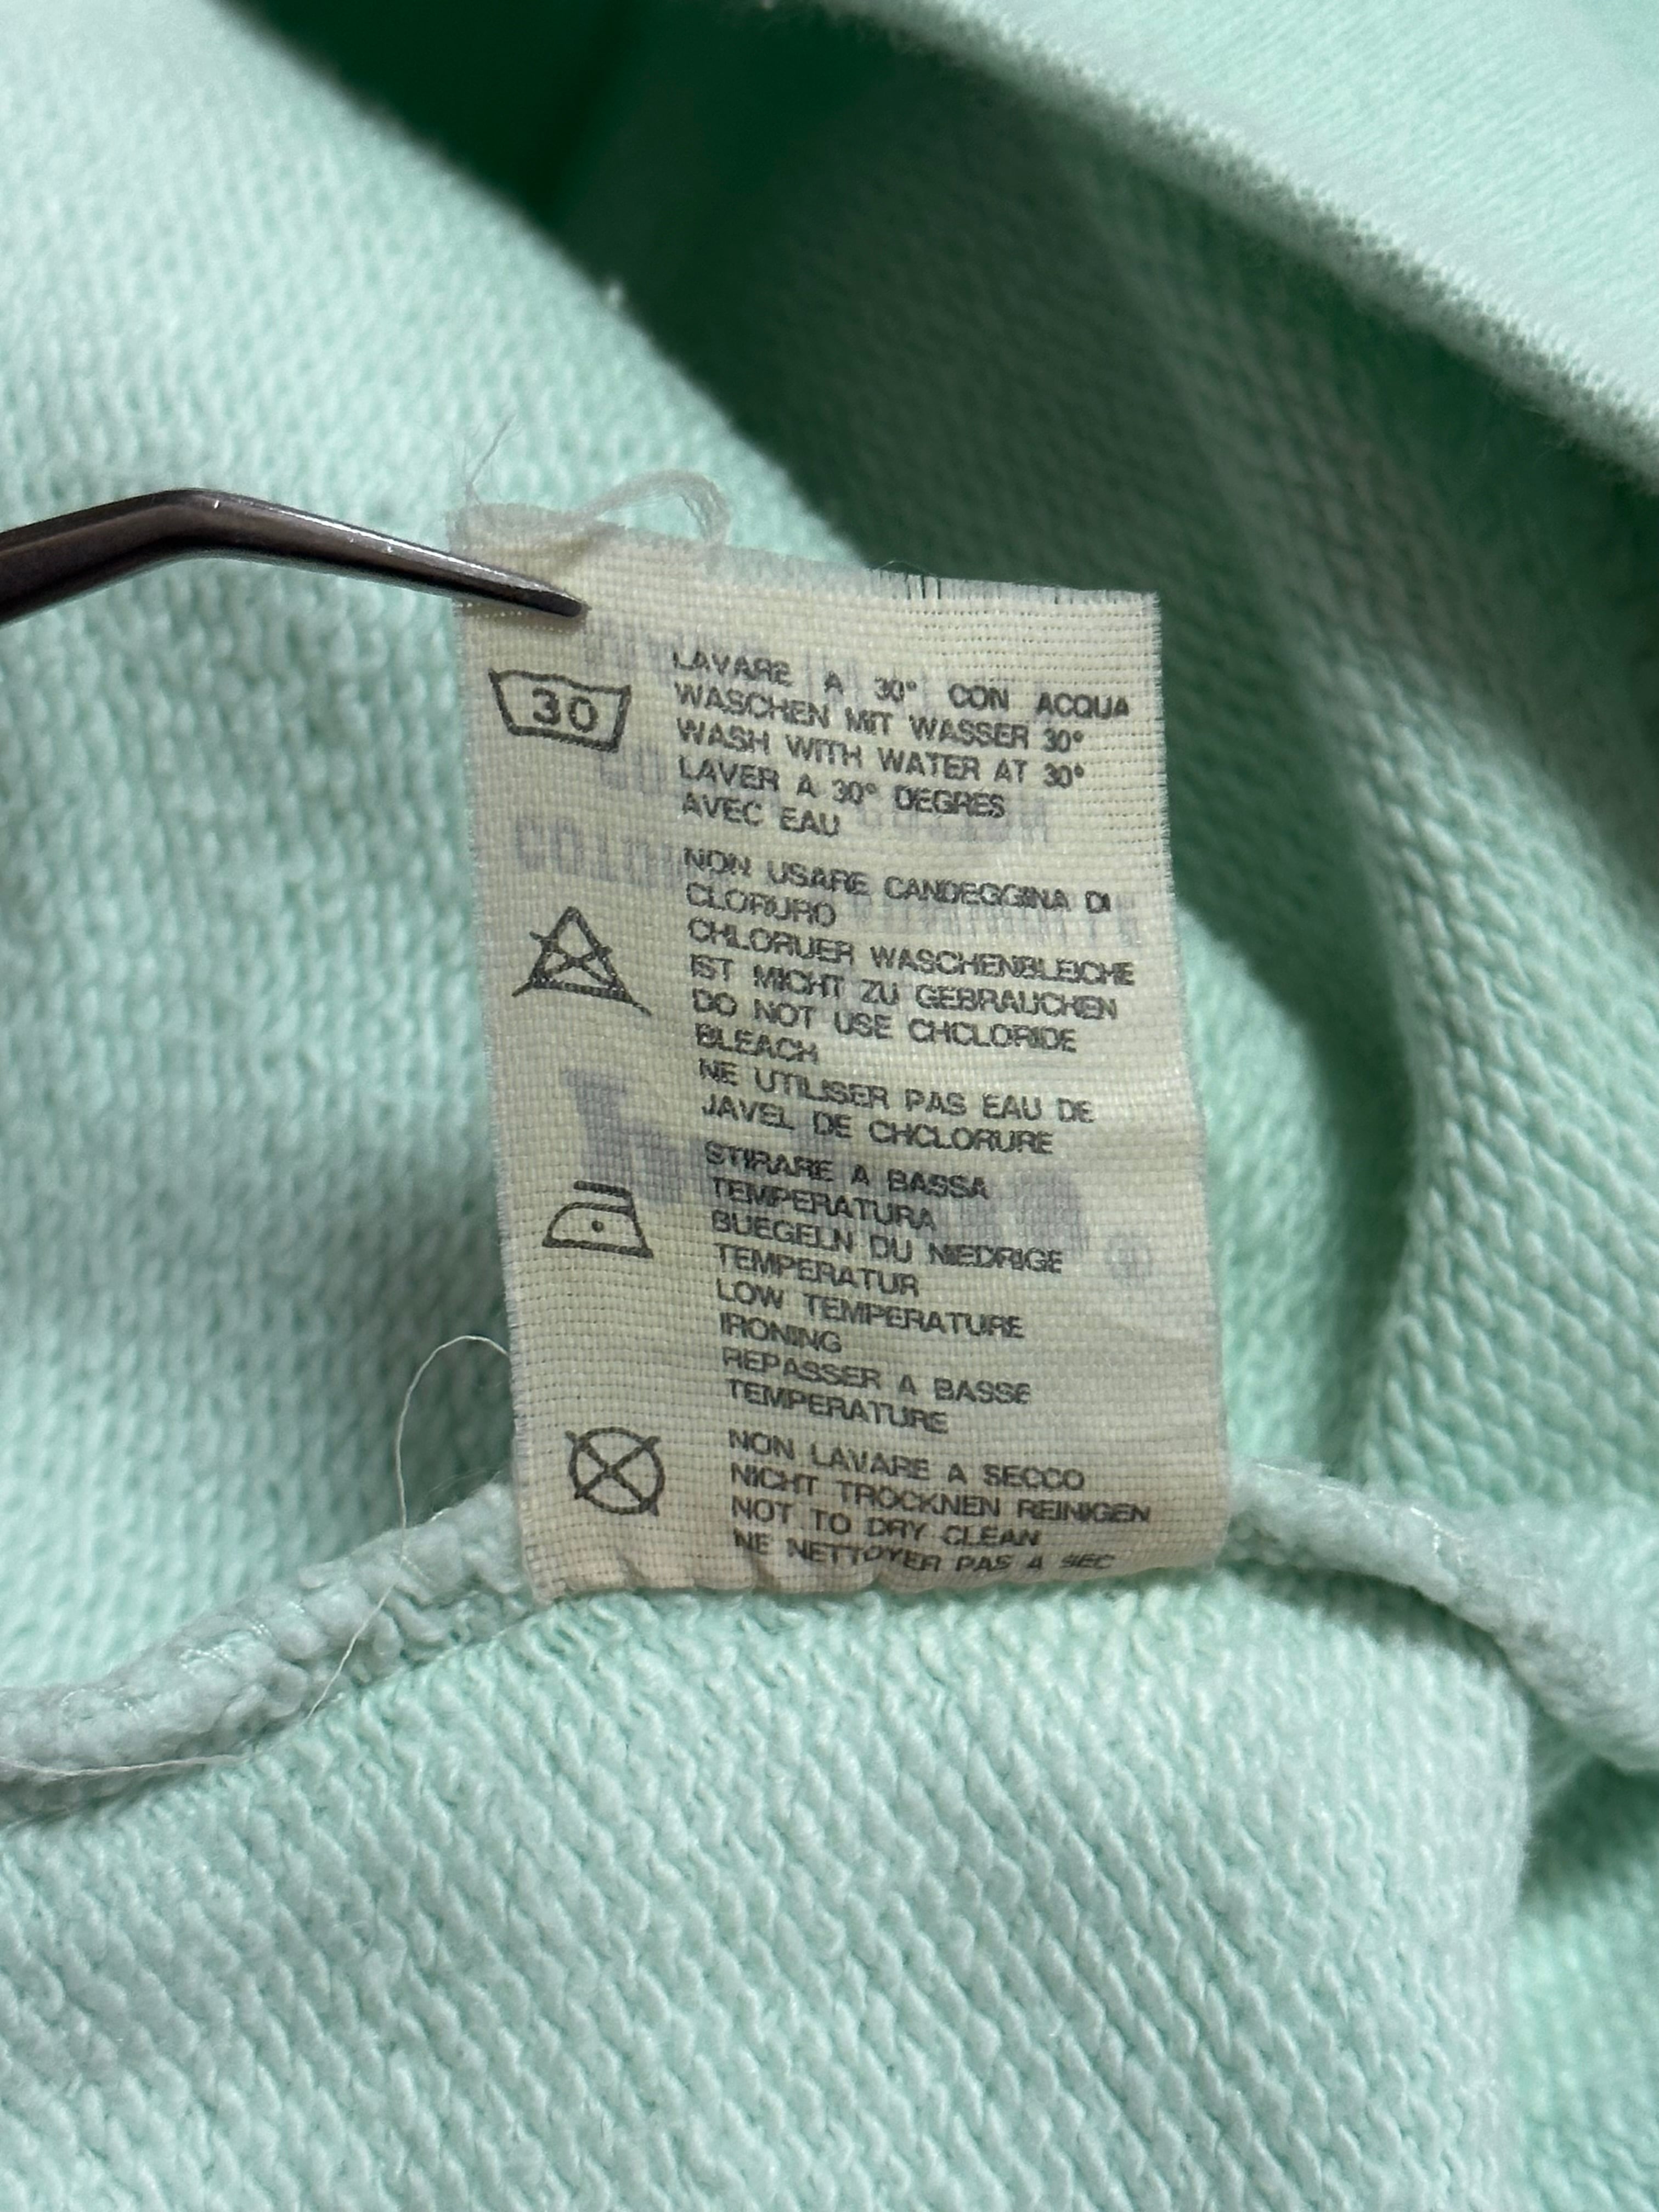 30
LAVARE A 30° CON ACQUA
WASCHEN MIT WASSER 30°
WASH WITH WATER AT 30°
LAVER A 30° DEGRES
AVEC EAU
NON USARE CANDEGGINA DI
CLORURO
CHLORUER WASCHENBLEICHE
IST MICHT ZU GEBRAUCHEN
DO NOT USE CHCLORIDE
BLEACH
NE UTILISER PAS EAU DE
JAVEL DE CHCLORURE
STIRARE A BASSA
TEMPERATURA
BUEGELN DU NIEDRIGE
TEMPERATUR
LOW TEMPERATURE
IRONING
REPASSER A BASSE
TEMPERATURE
NON LAVARE A SECCO
NICHT TROCKNEN REINIGEN
NOT TO DRY CLEAN
NE NETTOYER PAS A SEC